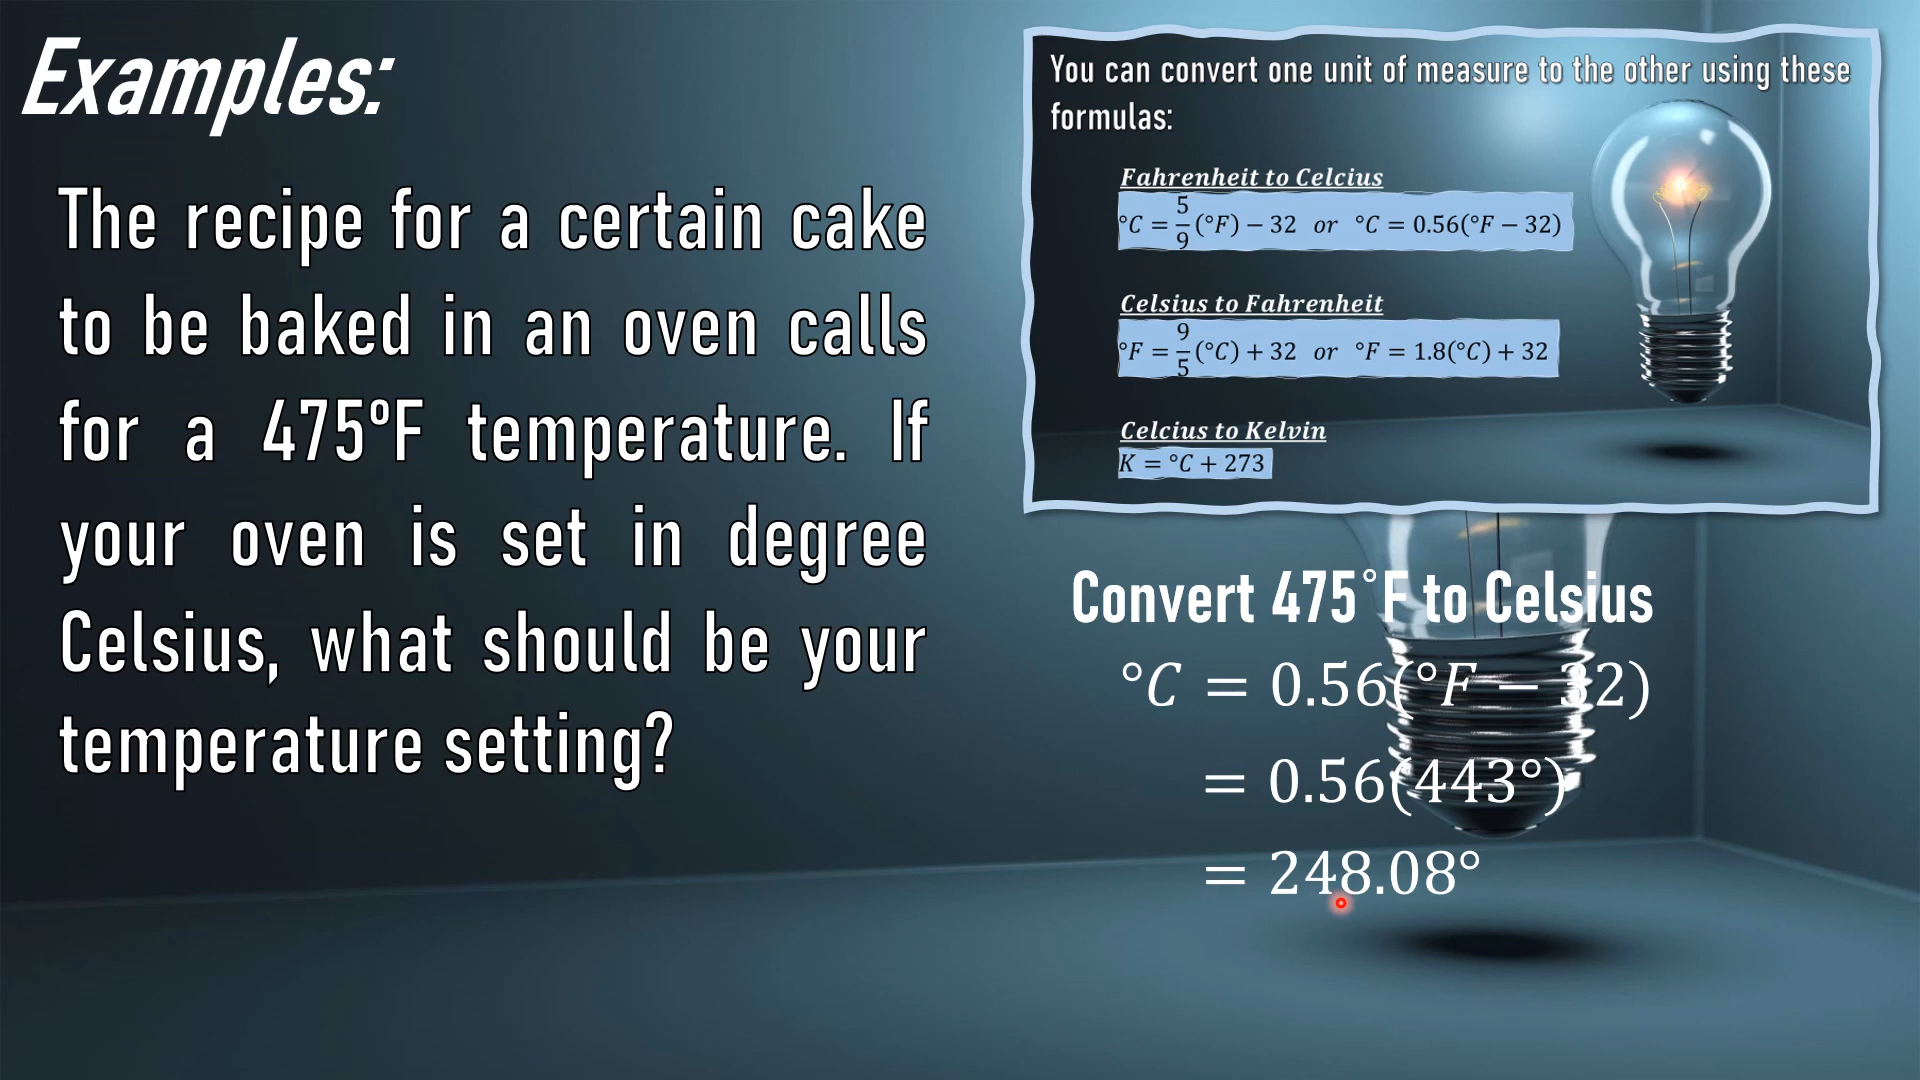 Examples:
The recipe for a certain cake
to be baked in an oven calls
for a 475ºF temperature. If
your oven is set in degree
Celsius, what should be your
temperature setting?
You can convert one unit of measure to the other using these
formulas:
Fahrenheit to Celcius
°C = 5/9 (°F) − 32 or °C = 0.56(°F − 32)
Celsius to Fahrenheit
°F = 9/5 (°C) + 32 or °F = 1.8(°C) + 32
Celcius to Kelvin
K = °C + 273
Convert 475°F to Celsius
°C = 0.56(°F − 32)
= 0.56(443°)
= 248.08°